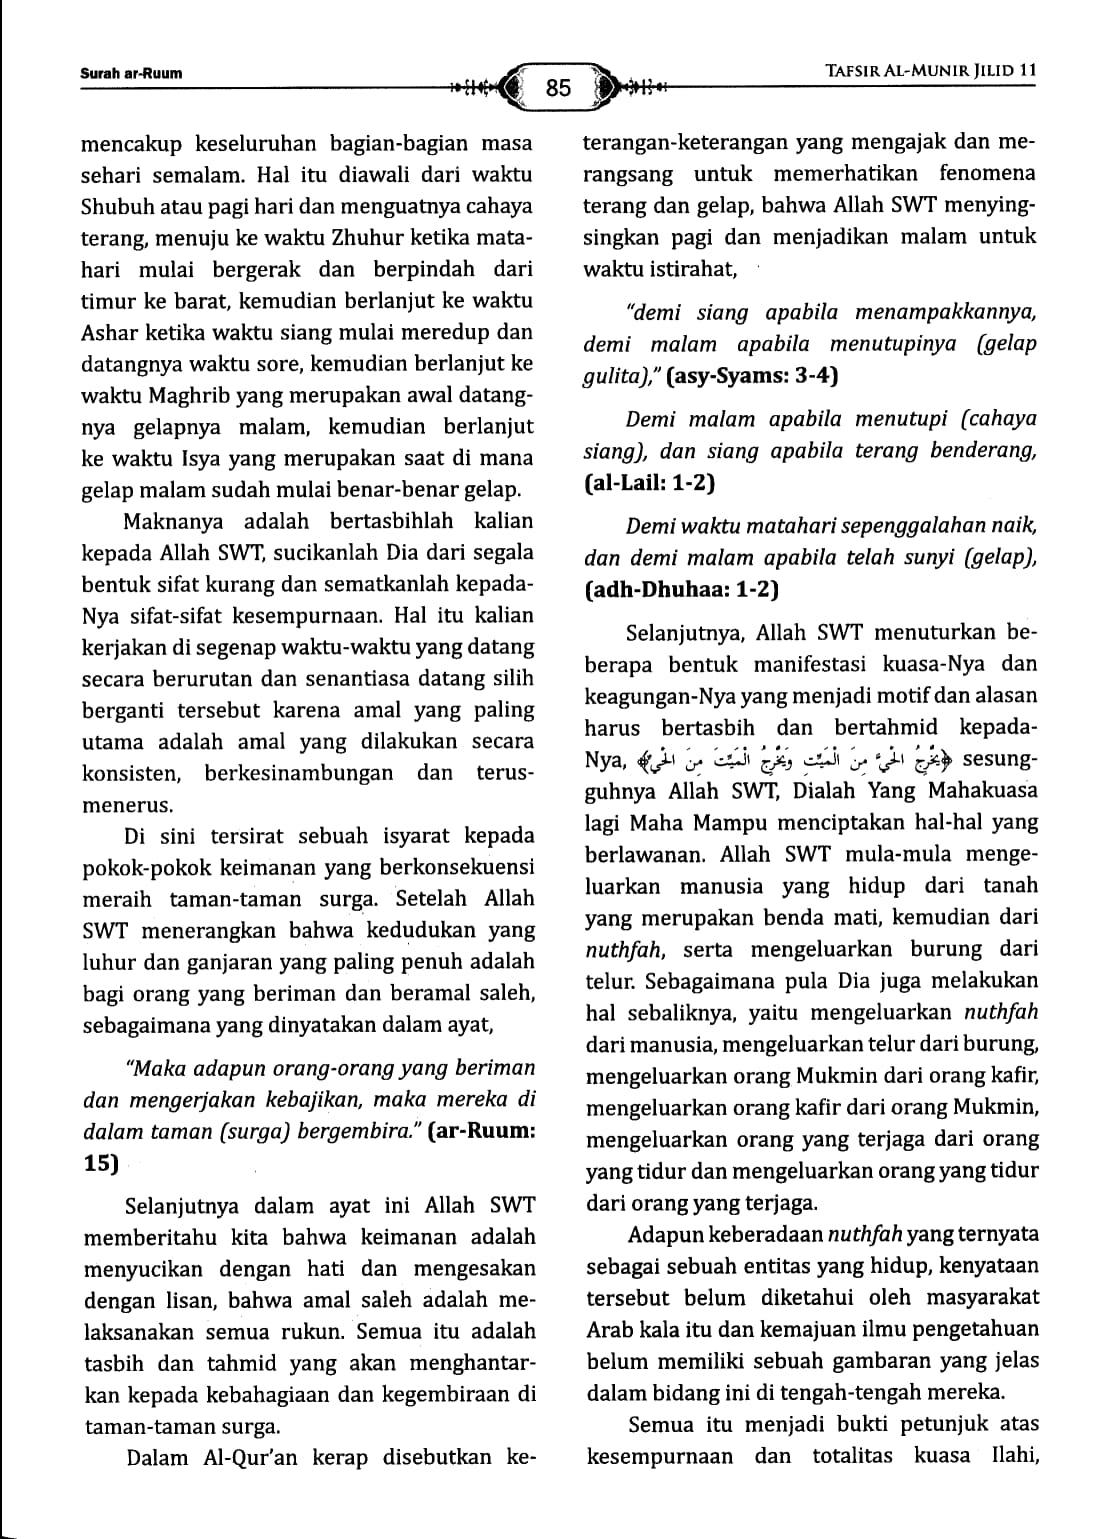 Surah ar-Ruum
85
TAFSIR AL-MUNIR JILID 11
mencakup keseluruhan bagian-bagian masa
sehari semalam. Hal itu diawali dari waktu
Shubuh atau pagi hari dan menguatnya cahaya
terang, menuju ke waktu Zhuhur ketika mata-
hari mulai bergerak dan berpindah dari
timur ke barat, kemudian berlanjut ke waktu
Ashar ketika waktu siang mulai meredup dan
datangnya waktu sore, kemudian berlanjut ke
waktu Maghrib yang merupakan awal datang-
nya gelapnya malam, kemudian berlanjut
ke waktu Isya yang merupakan saat di mana
gelap malam sudah mulai benar-benar gelap.
Maknanya adalah bertasbihlah kalian
kepada Allah SWT, sucikanlah Dia dari segala
bentuk sifat kurang dan sematkanlah kepada-
Nya sifat-sifat kesempurnaan. Hal itu kalian
kerjakan di segenap waktu-waktu yang datang
secara berurutan dan senantiasa datang silih
berganti tersebut karena amal yang paling
utama adalah amal yang dilakukan secara
konsisten, berkesinambungan dan terus-
menerus.
Di sini tersirat sebuah isyarat kepada
pokok-pokok keimanan yang berkonsekuensi
meraih taman-taman surga. Setelah Allah
SWT menerangkan bahwa kedudukan yang
luhur dan ganjaran yang paling penuh adalah
bagi orang yang beriman dan beramal saleh,
sebagaimana yang dinyatakan dalam ayat,
"Maka adapun orang-orang yang beriman
dan mengerjakan kebajikan, maka mereka di
dalam taman (surga) bergembira." (ar-Ruum:
15)
Selanjutnya dalam ayat ini Allah SWT
memberitahu kita bahwa keimanan adalah
menyucikan dengan hati dan mengesakan
dengan lisan, bahwa amal saleh adalah me-
laksanakan semua rukun. Semua itu adalah
tasbih dan tahmid yang akan menghantar-
kan kepada kebahagiaan dan kegembiraan di
taman-taman surga.
Dalam Al-Qur'an kerap disebutkan ke-
terangan-keterangan yang mengajak dan me-
rangsang untuk memerhatikan fenomena
terang dan gelap, bahwa Allah SWT menying-
singkan pagi dan menjadikan malam untuk
waktu istirahat,
"demi siang apabila menampakkannya,
demi malam apabila menutupinya (gelap
gulita)," (asy-Syams: 3-4)
Demi malam apabila menutupi (cahaya
siang), dan siang apabila terang benderang,
(al-Lail: 1-2)
Demi waktu matahari sepenggalahan naik,
dan demi malam apabila telah sunyi (gelap),
(adh-Dhuhaa: 1-2)
Selanjutnya, Allah SWT menuturkan be-
berapa bentuk manifestasi kuasa-Nya dan
keagungan-Nya yang menjadi motif dan alasan
harus bertasbih dan bertahmid kepada-
Nya, ﴿يُخْرِجُ الْحَيَّ مِنَ الْمَيِّتِ وَيُخْرِجُ الْمَيِّتَ مِنَ الْحَيِّ﴾ sesung-
guhnya Allah SWT, Dialah Yang Mahakuasa
lagi Maha Mampu menciptakan hal-hal yang
berlawanan. Allah SWT mula-mula menge-
luarkan manusia yang hidup dari tanah
yang merupakan benda mati, kemudian dari
nuthfah, serta mengeluarkan burung dari
telur. Sebagaimana pula Dia juga melakukan
hal sebaliknya, yaitu mengeluarkan nuthfah
dari manusia, mengeluarkan telur dari burung,
mengeluarkan orang Mukmin dari orang kafir,
mengeluarkan orang kafir dari orang Mukmin,
mengeluarkan orang yang terjaga dari orang
yang tidur dan mengeluarkan orang yang tidur
dari orang yang terjaga.
Adapun keberadaan nuthfah yang ternyata
sebagai sebuah entitas yang hidup, kenyataan
tersebut belum diketahui oleh masyarakat
Arab kala itu dan kemajuan ilmu pengetahuan
belum memiliki sebuah gambaran yang jelas
dalam bidang ini di tengah-tengah mereka.
Semua itu menjadi bukti petunjuk atas
kesempurnaan dan totalitas kuasa Ilahi,